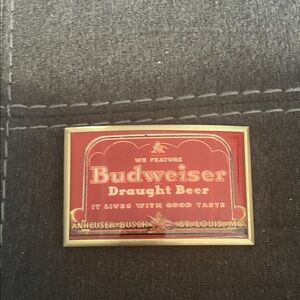 WE FEATURE
Budweiser
Draught Beer
IT LIVES WITH GOOD TASTE
ANHEUSER-BUSCH ST. LOUIS, MO.